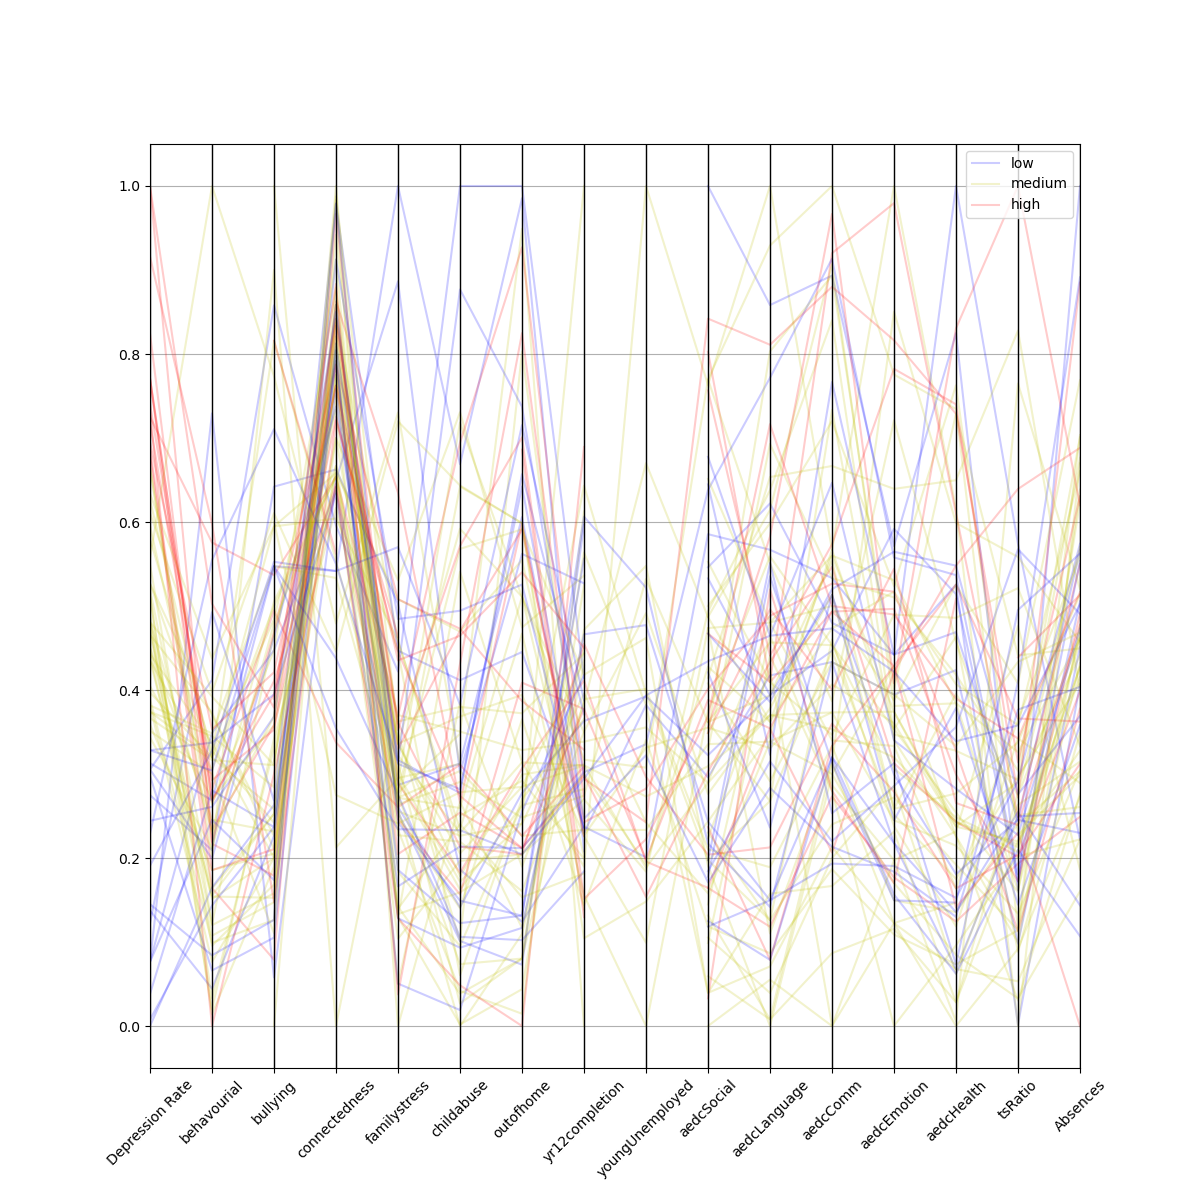 low
medium
high
1.0
0.8
0.6
0.4
0.2
0.0
Depression Rate
behavourial
bullying
connectedness
familystress
childabuse
outofhome
yr12completion
youngUnemployed
aedcSocial
aedcLanguage
aedcComm
aedcEmotion
aedcHealth
tsRatio
Absences